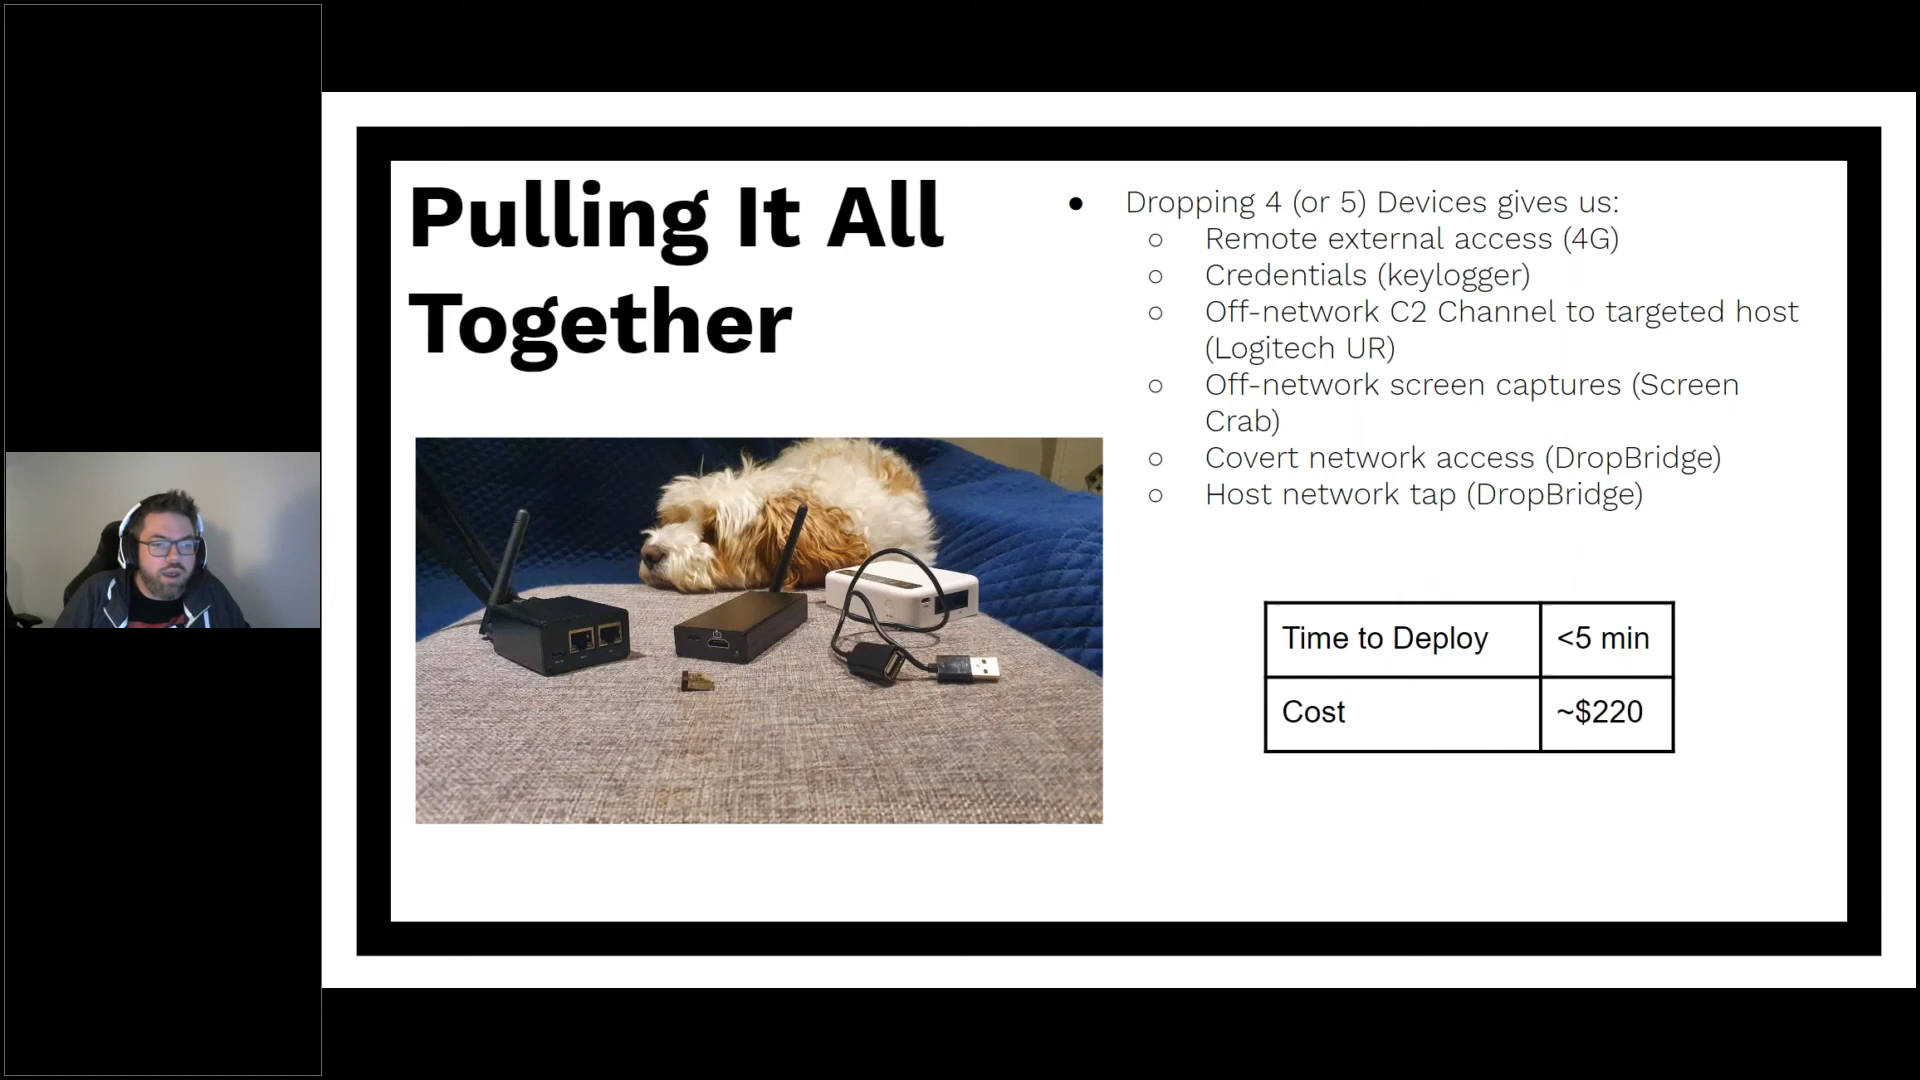 Pulling It All
Together
● Dropping 4 (or 5) Devices gives us:
○ Remote external access (4G)
○ Credentials (keylogger)
○ Off-network C2 Channel to targeted host
(Logitech UR)
○ Off-network screen captures (Screen
Crab)
○ Covert network access (DropBridge)
○ Host network tap (DropBridge)
Time to Deploy <5 min
Cost ~$220